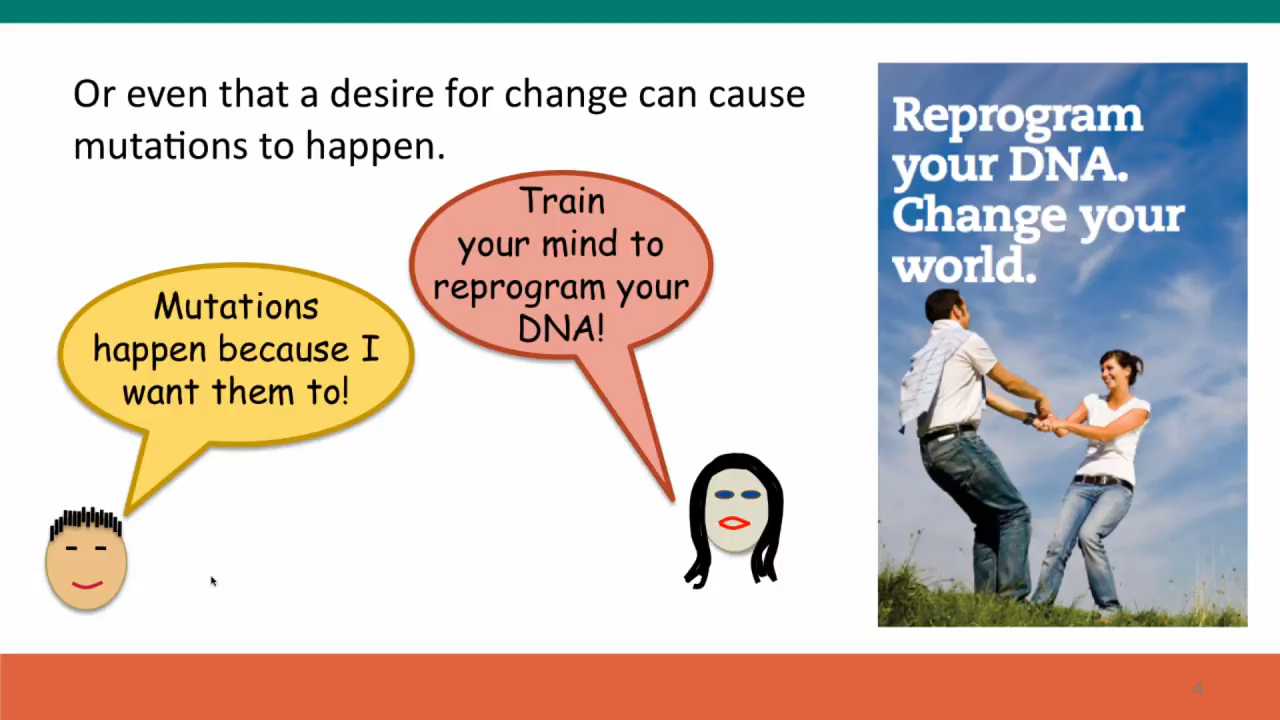 Or even that a desire for change can cause
mutations to happen.
Train
your mind to
reprogram your
DNA!
Mutations
happen because I
want them to!
Reprogram
your DNA.
Change your
world.
4